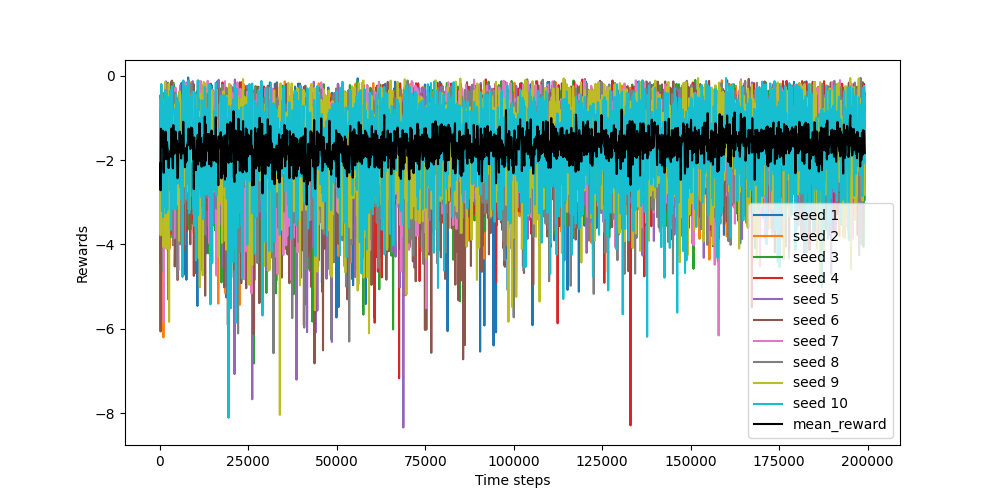 Rewards
0
−2
−4
−6
−8
0
25000
50000
75000
100000
125000
150000
175000
200000
Time steps
seed 1
seed 2
seed 3
seed 4
seed 5
seed 6
seed 7
seed 8
seed 9
seed 10
mean_reward